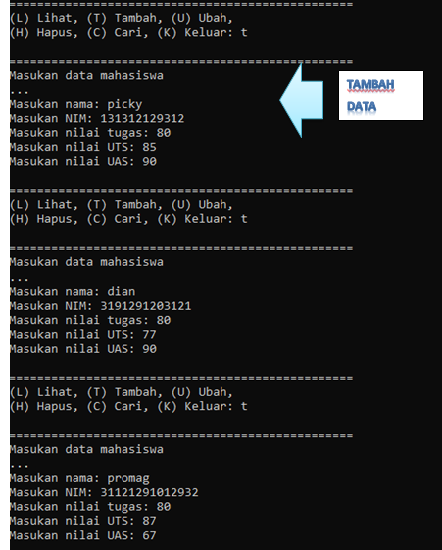 ==================================================
(L) Lihat, (T) Tambah, (U) Ubah,
(H) Hapus, (C) Cari, (K) Keluar: t
==================================================
Masukan data mahasiswa
...
Masukan nama: picky
Masukan NIM: 131312129312
Masukan nilai tugas: 80
Masukan nilai UTS: 85
Masukan nilai UAS: 90
TAMBAH
DATA
==================================================
(L) Lihat, (T) Tambah, (U) Ubah,
(H) Hapus, (C) Cari, (K) Keluar: t
==================================================
Masukan data mahasiswa
...
Masukan nama: dian
Masukan NIM: 3191291203121
Masukan nilai tugas: 80
Masukan nilai UTS: 77
Masukan nilai UAS: 90
==================================================
(L) Lihat, (T) Tambah, (U) Ubah,
(H) Hapus, (C) Cari, (K) Keluar: t
==================================================
Masukan data mahasiswa
...
Masukan nama: promag
Masukan NIM: 31121291012932
Masukan nilai tugas: 80
Masukan nilai UTS: 87
Masukan nilai UAS: 67